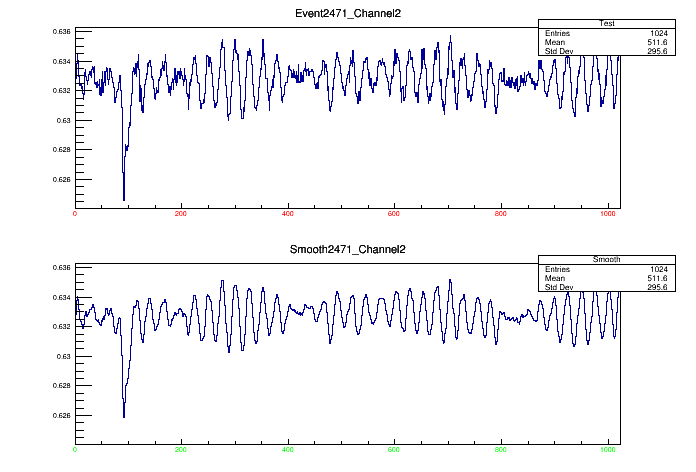 Event2471_Channel2
Test
Entries 1024
Mean 511.6
Std Dev 295.6
0.636
0.634
0.632
0.63
0.628
0.626
0 200 400 600 800 1000
Smooth2471_Channel2
Smooth
Entries 1024
Mean 511.6
Std Dev 295.6
0.636
0.634
0.632
0.63
0.628
0.626
0 200 400 600 800 1000